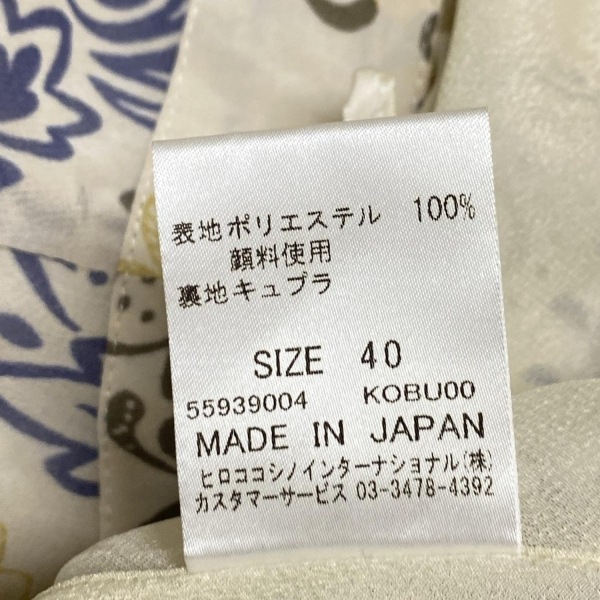 表地ポリエステル 100%
顔料使用
裏地キュプラ
SIZE 40
55939004 KOBU00
MADE IN JAPAN
ヒロココシノインターナショナル(株)
カスタマーサービス 03-3478-4392